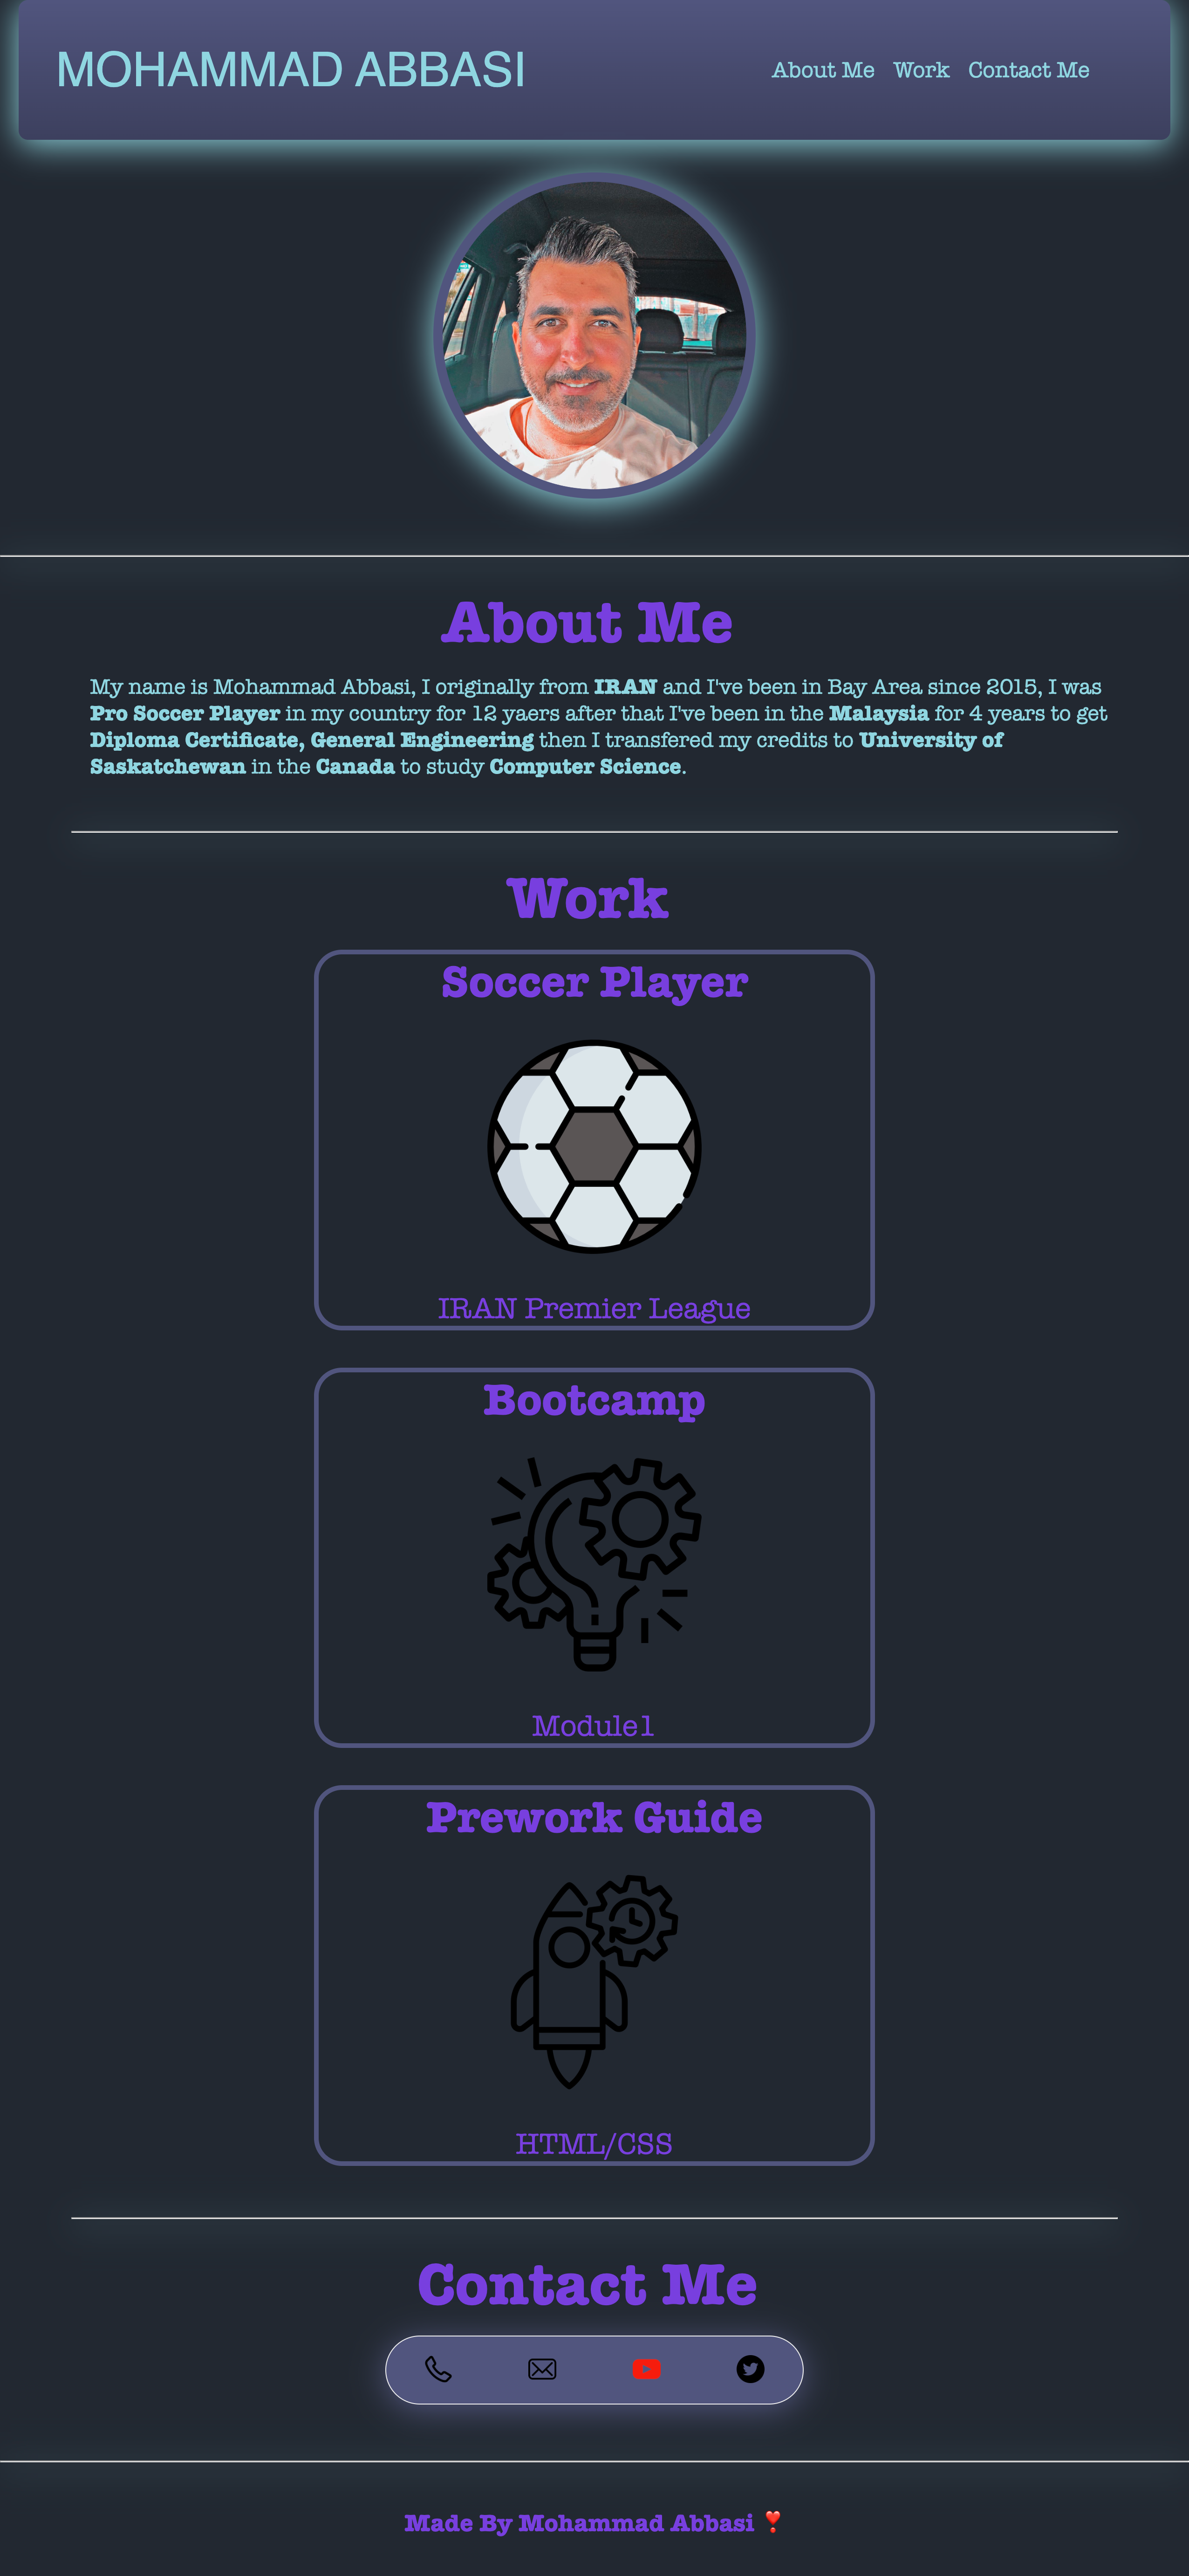 MOHAMMAD ABBASI
About Me Work Contact Me
About Me
My name is Mohammad Abbasi, I originally from IRAN and I've been in Bay Area since 2015, I was
Pro Soccer Player in my country for 12 yaers after that I've been in the Malaysia for 4 years to get
Diploma Certificate, General Engineering then I transfered my credits to University of
Saskatchewan in the Canada to study Computer Science.
Work
Soccer Player
IRAN Premier League
Bootcamp
Module1
Prework Guide
HTML/CSS
Contact Me
Made By Mohammad Abbasi ❣️